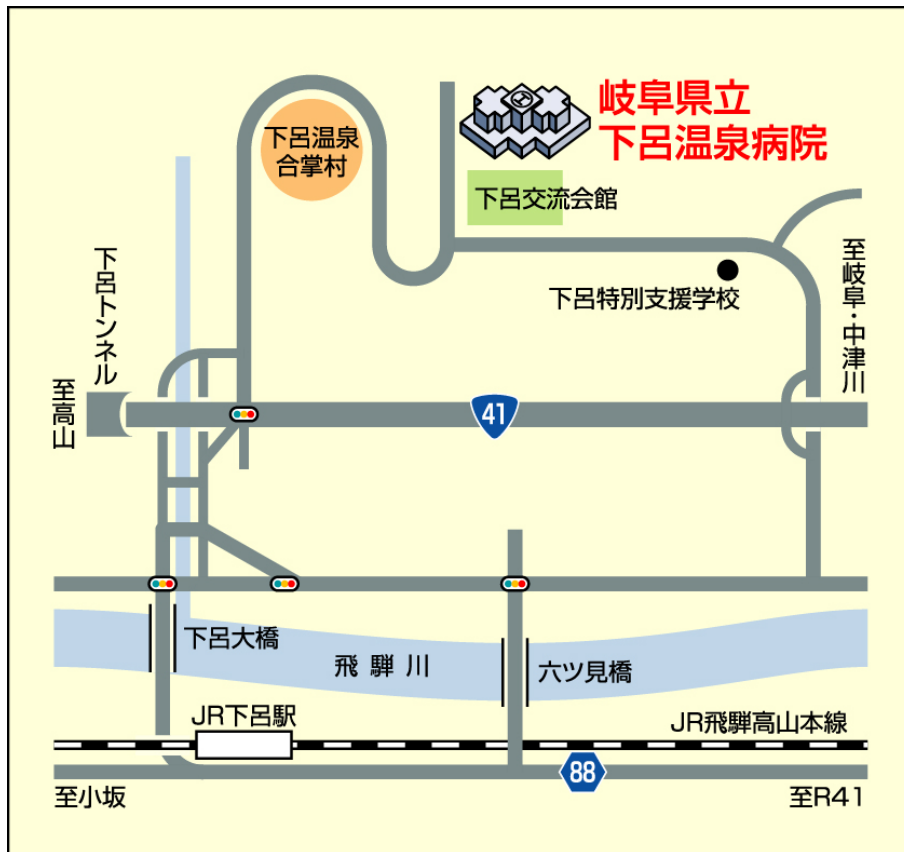 岐阜県立
下呂温泉病院
下呂温泉
合掌村
下呂交流会館
下呂特別支援学校
至岐阜・中津川
下呂トンネル
至高山
41
下呂大橋
飛騨川
六ツ見橋
JR下呂駅
JR飛騨高山本線
88
至小坂
至R41